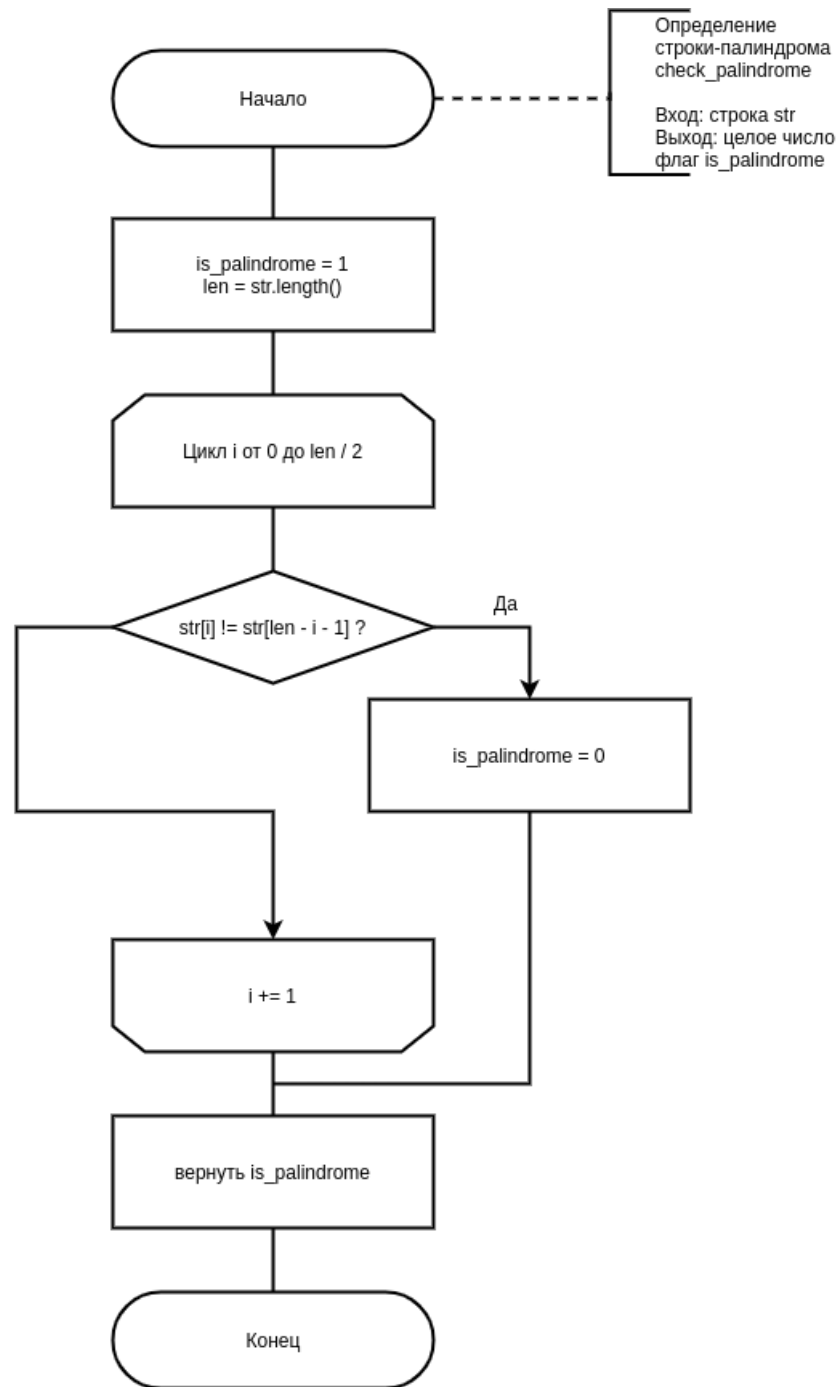 Определение
строки-палиндрома
check_palindrome
Вход: строка str
Выход: целое число
флаг is_palindrome
Начало
is_palindrome = 1
len = str.length()
Цикл i от 0 до len / 2
Да
str[i] != str[len - i - 1] ?
is_palindrome = 0
i += 1
вернуть is_palindrome
Конец